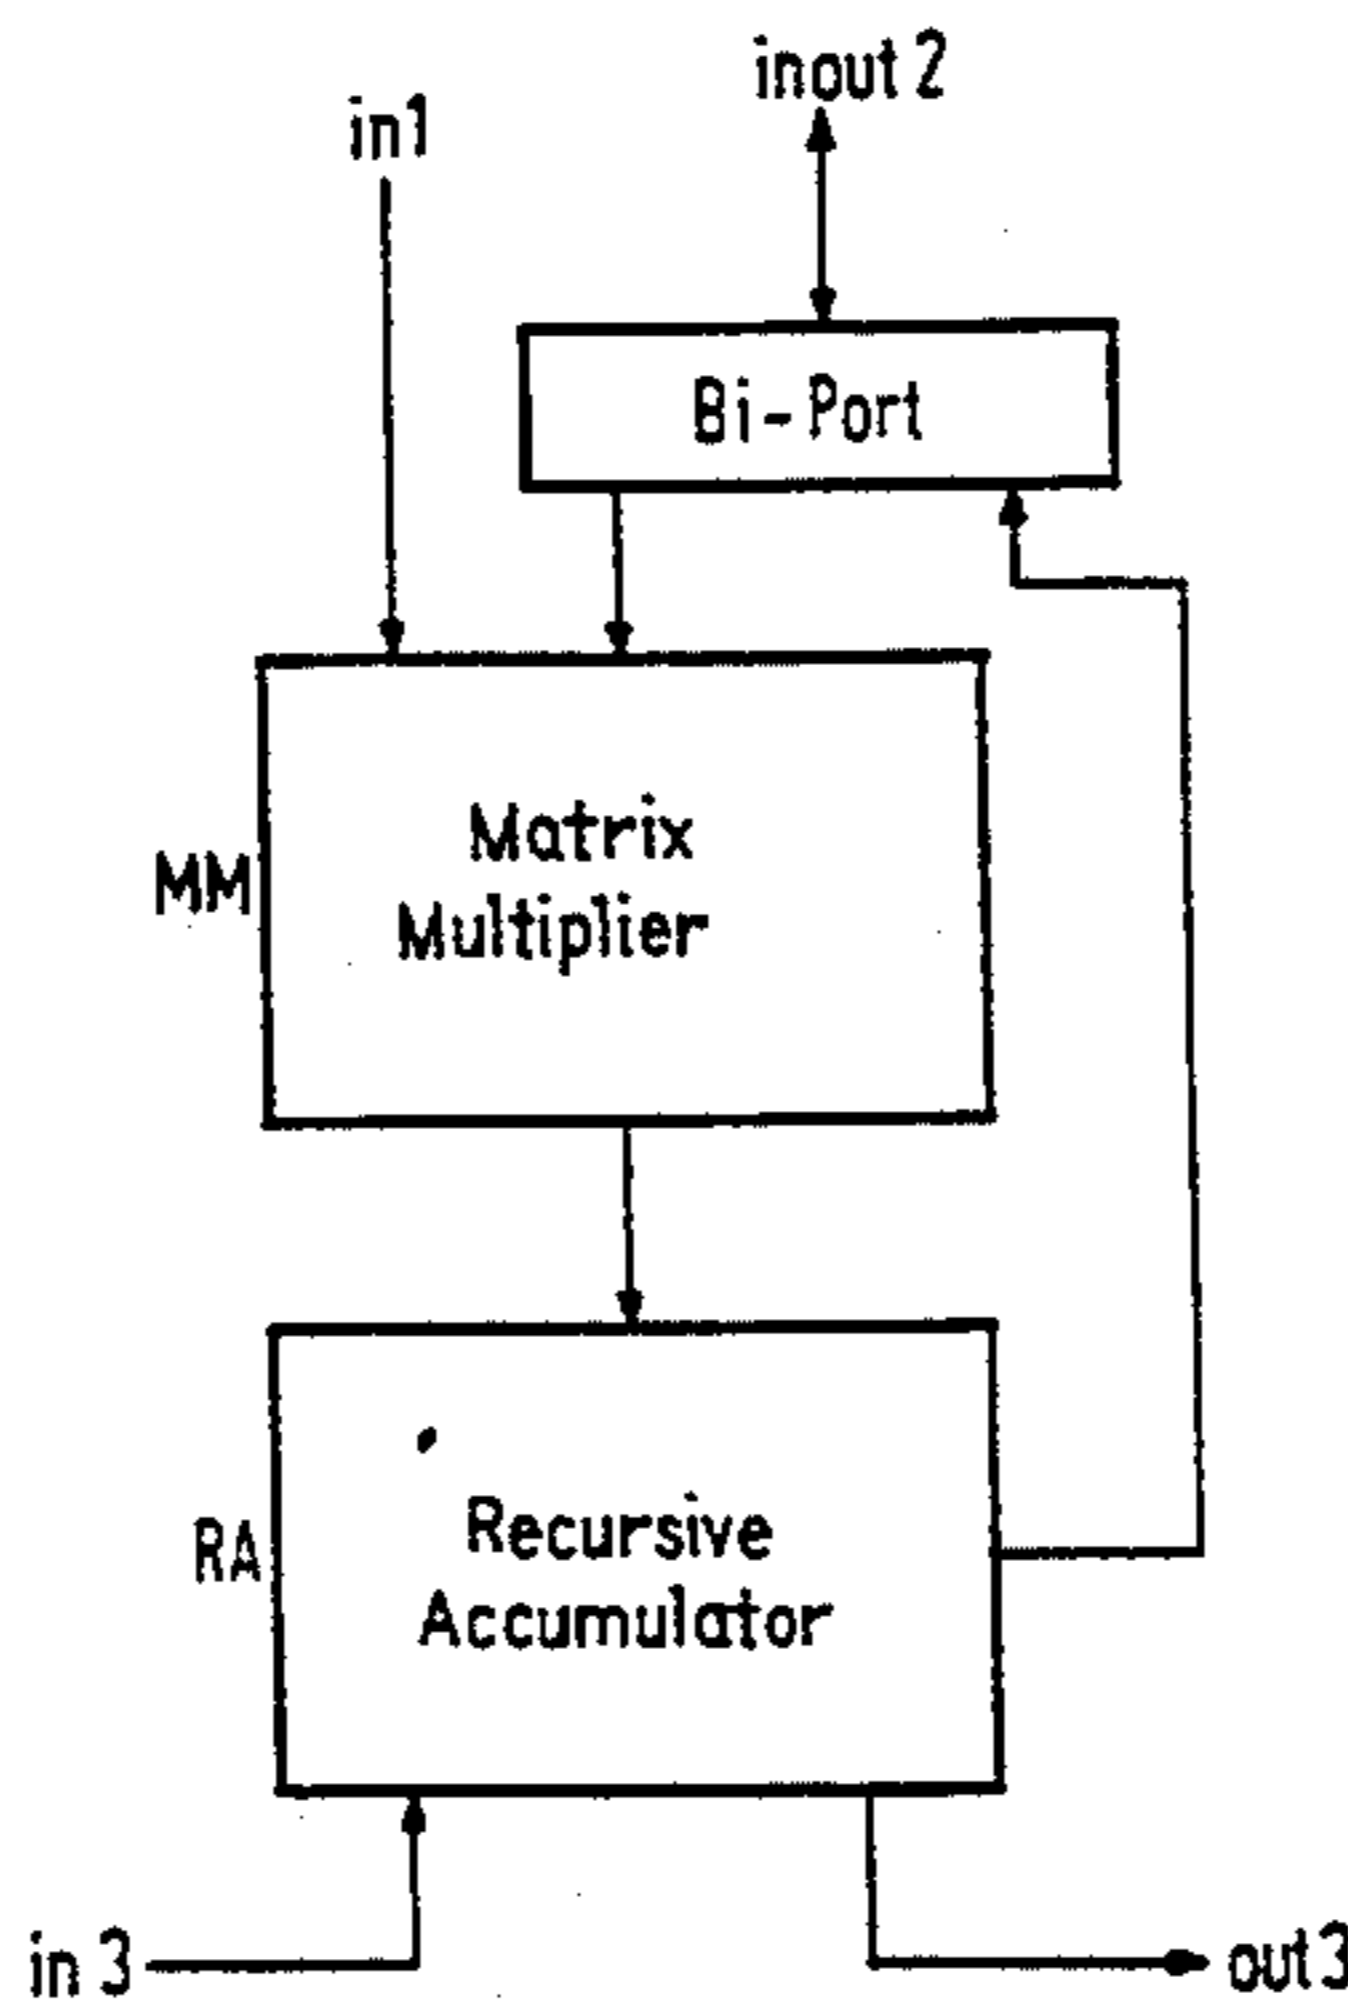 inout 2
in1
Bi-Port
Matrix
MM
Multiplier
Recursive
RA
Accumulator
in 3
out3